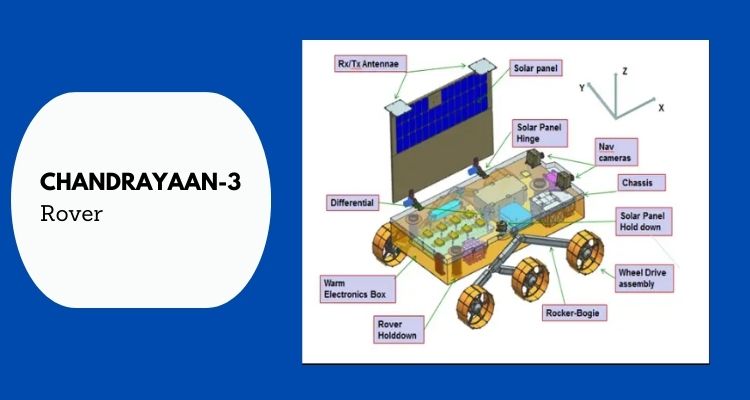 CHANDRAYAAN-3
Rover
Rx/Tx Antennae
Solar panel
Z
Y
X
Solar Panel
Hinge
Nav
cameras
Chassis
Differential
Solar Panel
Hold down
Warm
Electronics Box
Wheel Drive
assembly
Rocker-Bogie
Rover
Holddown